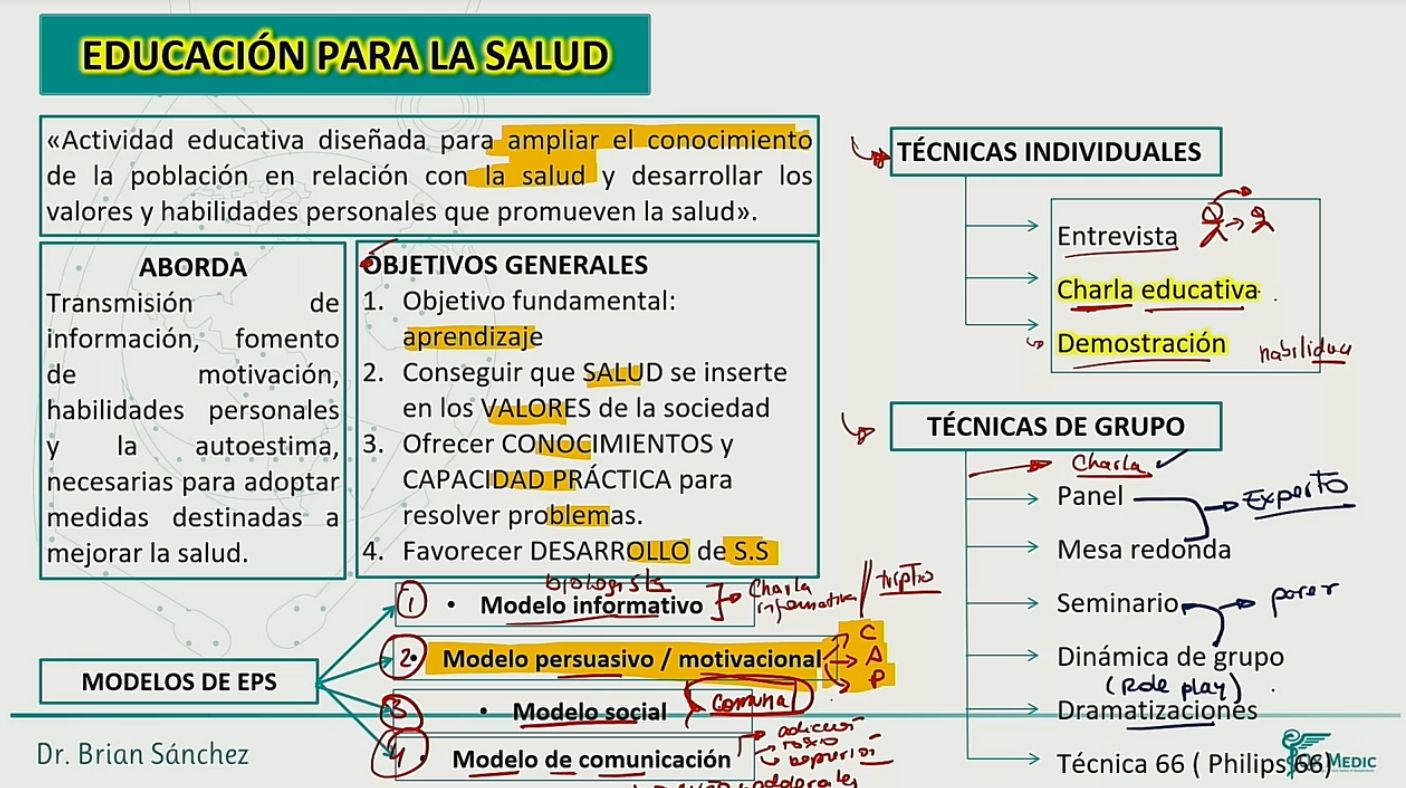 EDUCACIÓN PARA LA SALUD
«Actividad educativa diseñada para ampliar el conocimiento
de la población en relación con la salud y desarrollar los
valores y habilidades personales que promueven la salud».
ABORDA
Transmisión de
información, fomento
de motivación,
habilidades personales
y la autoestima,
necesarias para adoptar
medidas destinadas a
mejorar la salud.
OBJETIVOS GENERALES
1. Objetivo fundamental:
aprendizaje
2. Conseguir que SALUD se inserte
en los VALORES de la sociedad
3. Ofrecer CONOCIMIENTOS y
CAPACIDAD PRÁCTICA para
resolver problemas.
4. Favorecer DESARROLLO de S.S
MODELOS DE EPS
biologista
1 • Modelo informativo
Charla
informativa
2 • Modelo persuasivo / motivacional
C
A
P
3 • Modelo social
Comunal
4 • Modelo de comunicación
TÉCNICAS INDIVIDUALES
Entrevista
Charla educativa
Demostración
TÉCNICAS DE GRUPO
Charla
Panel
Experto
Mesa redonda
Seminario
Dinámica de grupo
(Role play)
Dramatizaciones
Técnica 66 ( Philips 66)
Dr. Brian Sánchez
MEDIC